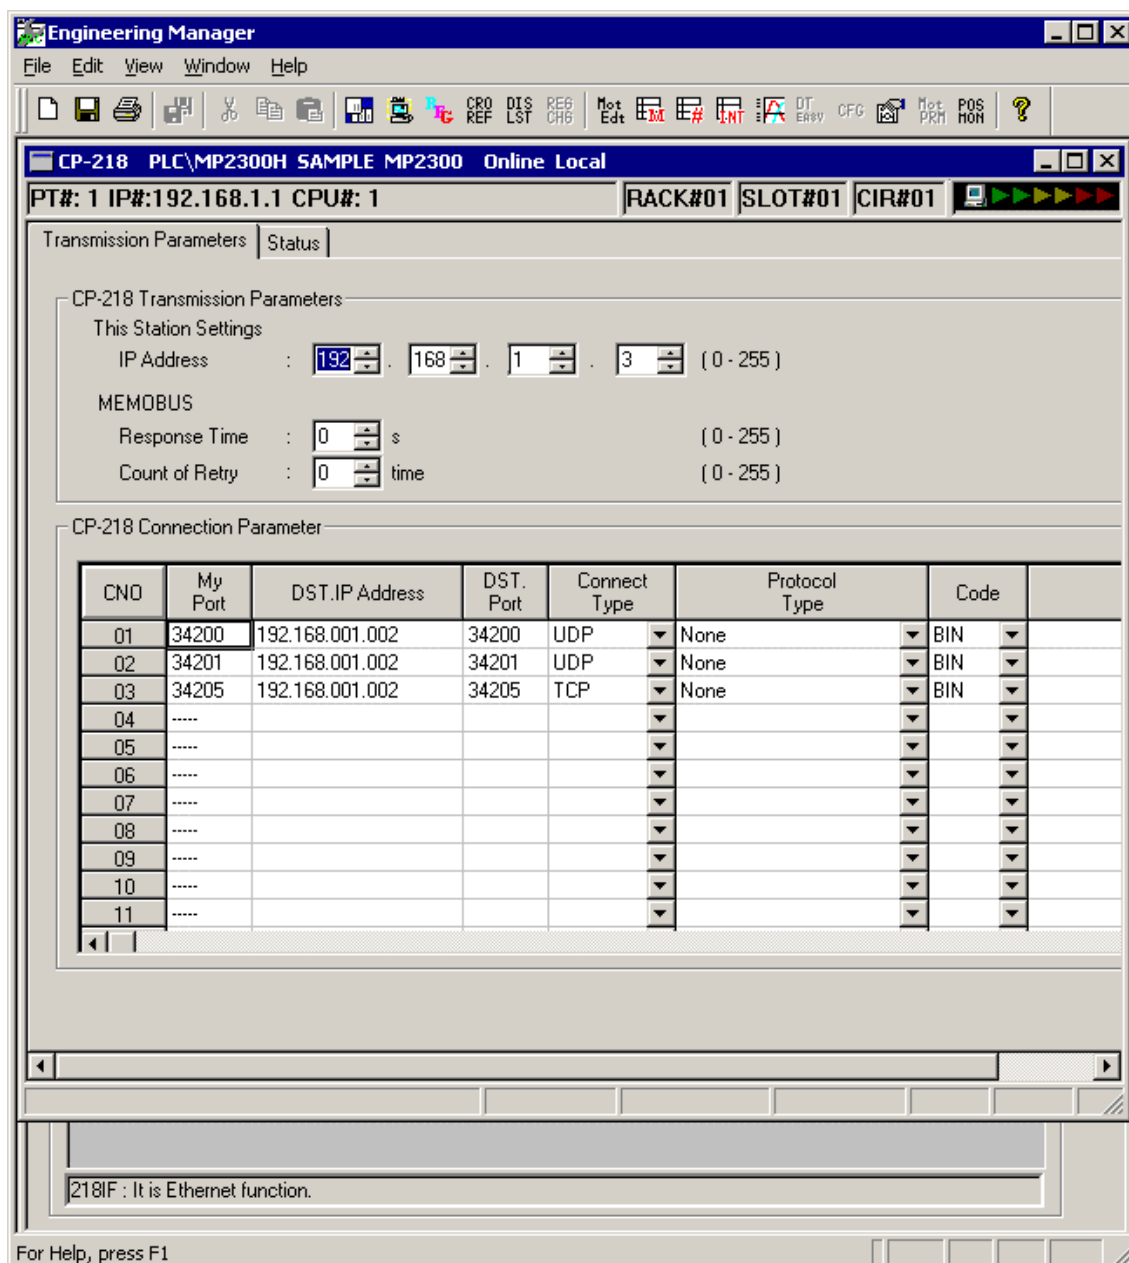 Engineering Manager
File Edit View Window Help
REG CRO REF DIS LST REG CHG Mot Edt M # INT DT EASY CFG Mot PRM POS MON ?
CP-218 PLC\MP2300H SAMPLE MP2300 Online Local
PT#: 1 IP#:192.168.1.1 CPU#: 1 RACK#01 SLOT#01 CIR#01
Transmission Parameters Status
CP-218 Transmission Parameters
This Station Settings
IP Address : 192 . 168 . 1 . 3 ( 0 - 255 )
MEMOBUS
Response Time : 0 s ( 0 - 255 )
Count of Retry : 0 time ( 0 - 255 )
CP-218 Connection Parameter
CNO My Port DST.IP Address DST. Port Connect Type Protocol Type Code
01 34200 192.168.001.002 34200 UDP None BIN
02 34201 192.168.001.002 34201 UDP None BIN
03 34205 192.168.001.002 34205 TCP None BIN
04 -----
05 -----
06 -----
07 -----
08 -----
09 -----
10 -----
11 -----
218IF : It is Ethernet function.
For Help, press F1